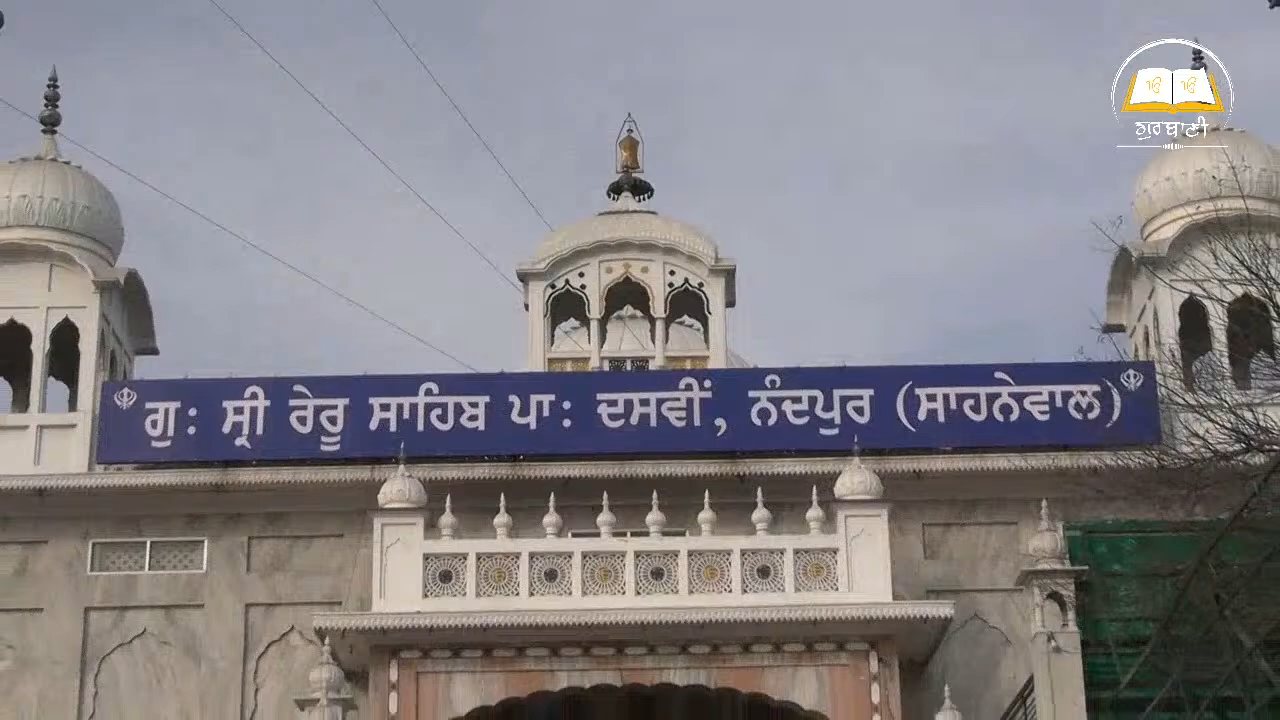 ਗੁਰਬਾਣੀ
ਗੁ: ਸ੍ਰੀ ਰੇਰੂ ਸਾਹਿਬ ਪਾ: ਦਸਵੀਂ, ਨੰਦਪੁਰ (ਸਾਹਨੇਵਾਲ)